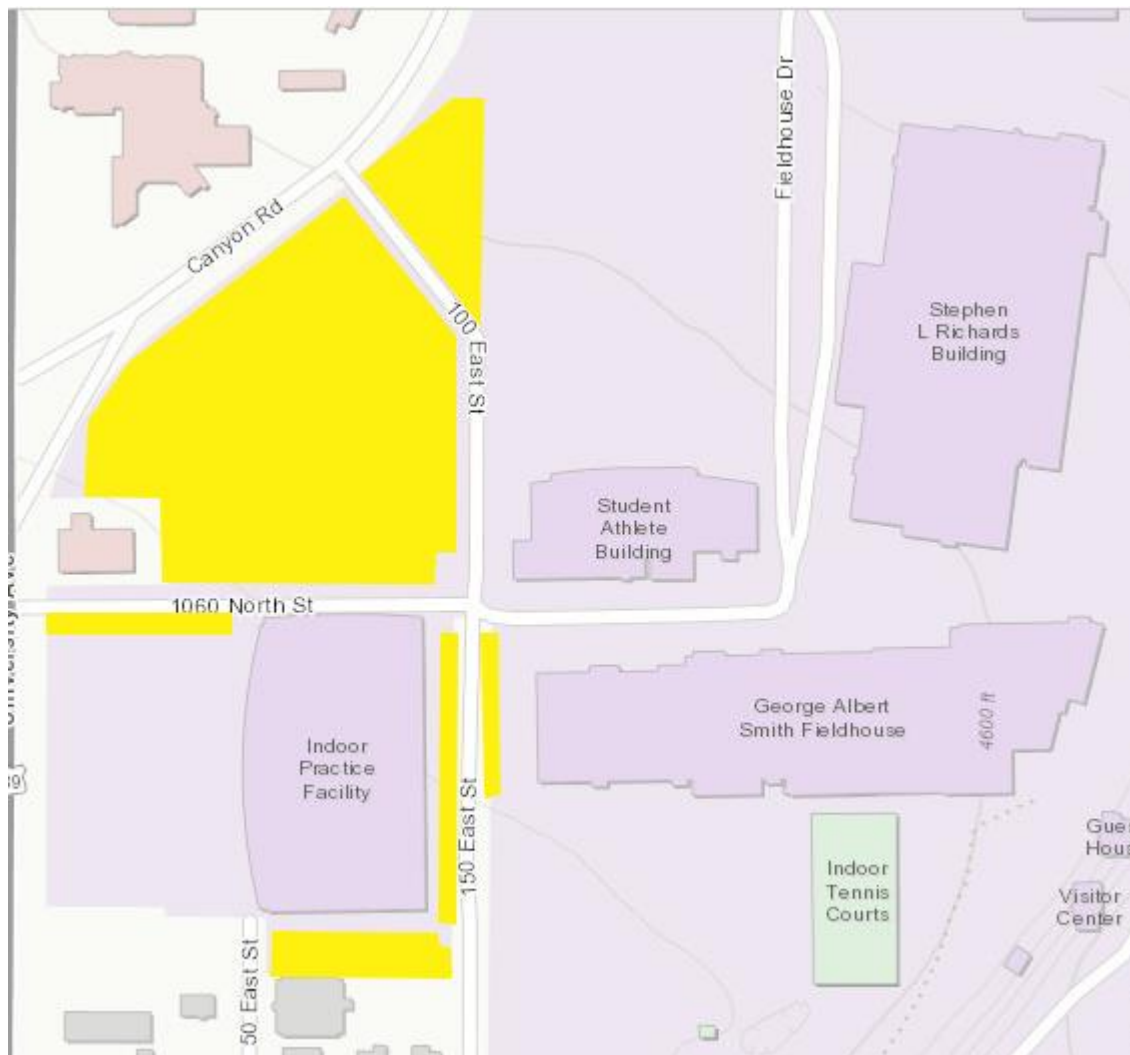 Canyon Rd
Fieldhouse Dr
100 East St
Stephen
L Richards
Building
Student
Athlete
Building
1060 North St
George Albert
Smith Fieldhouse
4600 ft
Indoor
Practice
Facility
150 East St
Indoor
Tennis
Courts
Visitor
Center
50 East St